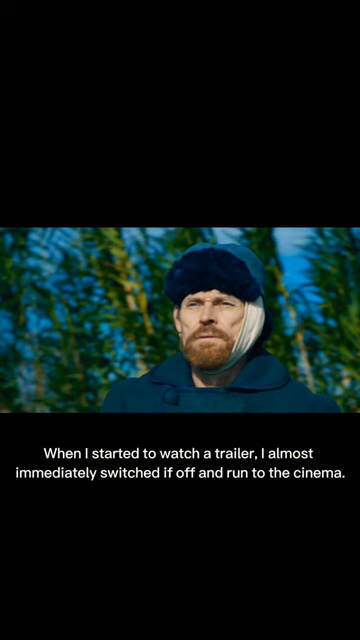 When I started to watch a trailer, I almost
immediately switched if off and run to the cinema.